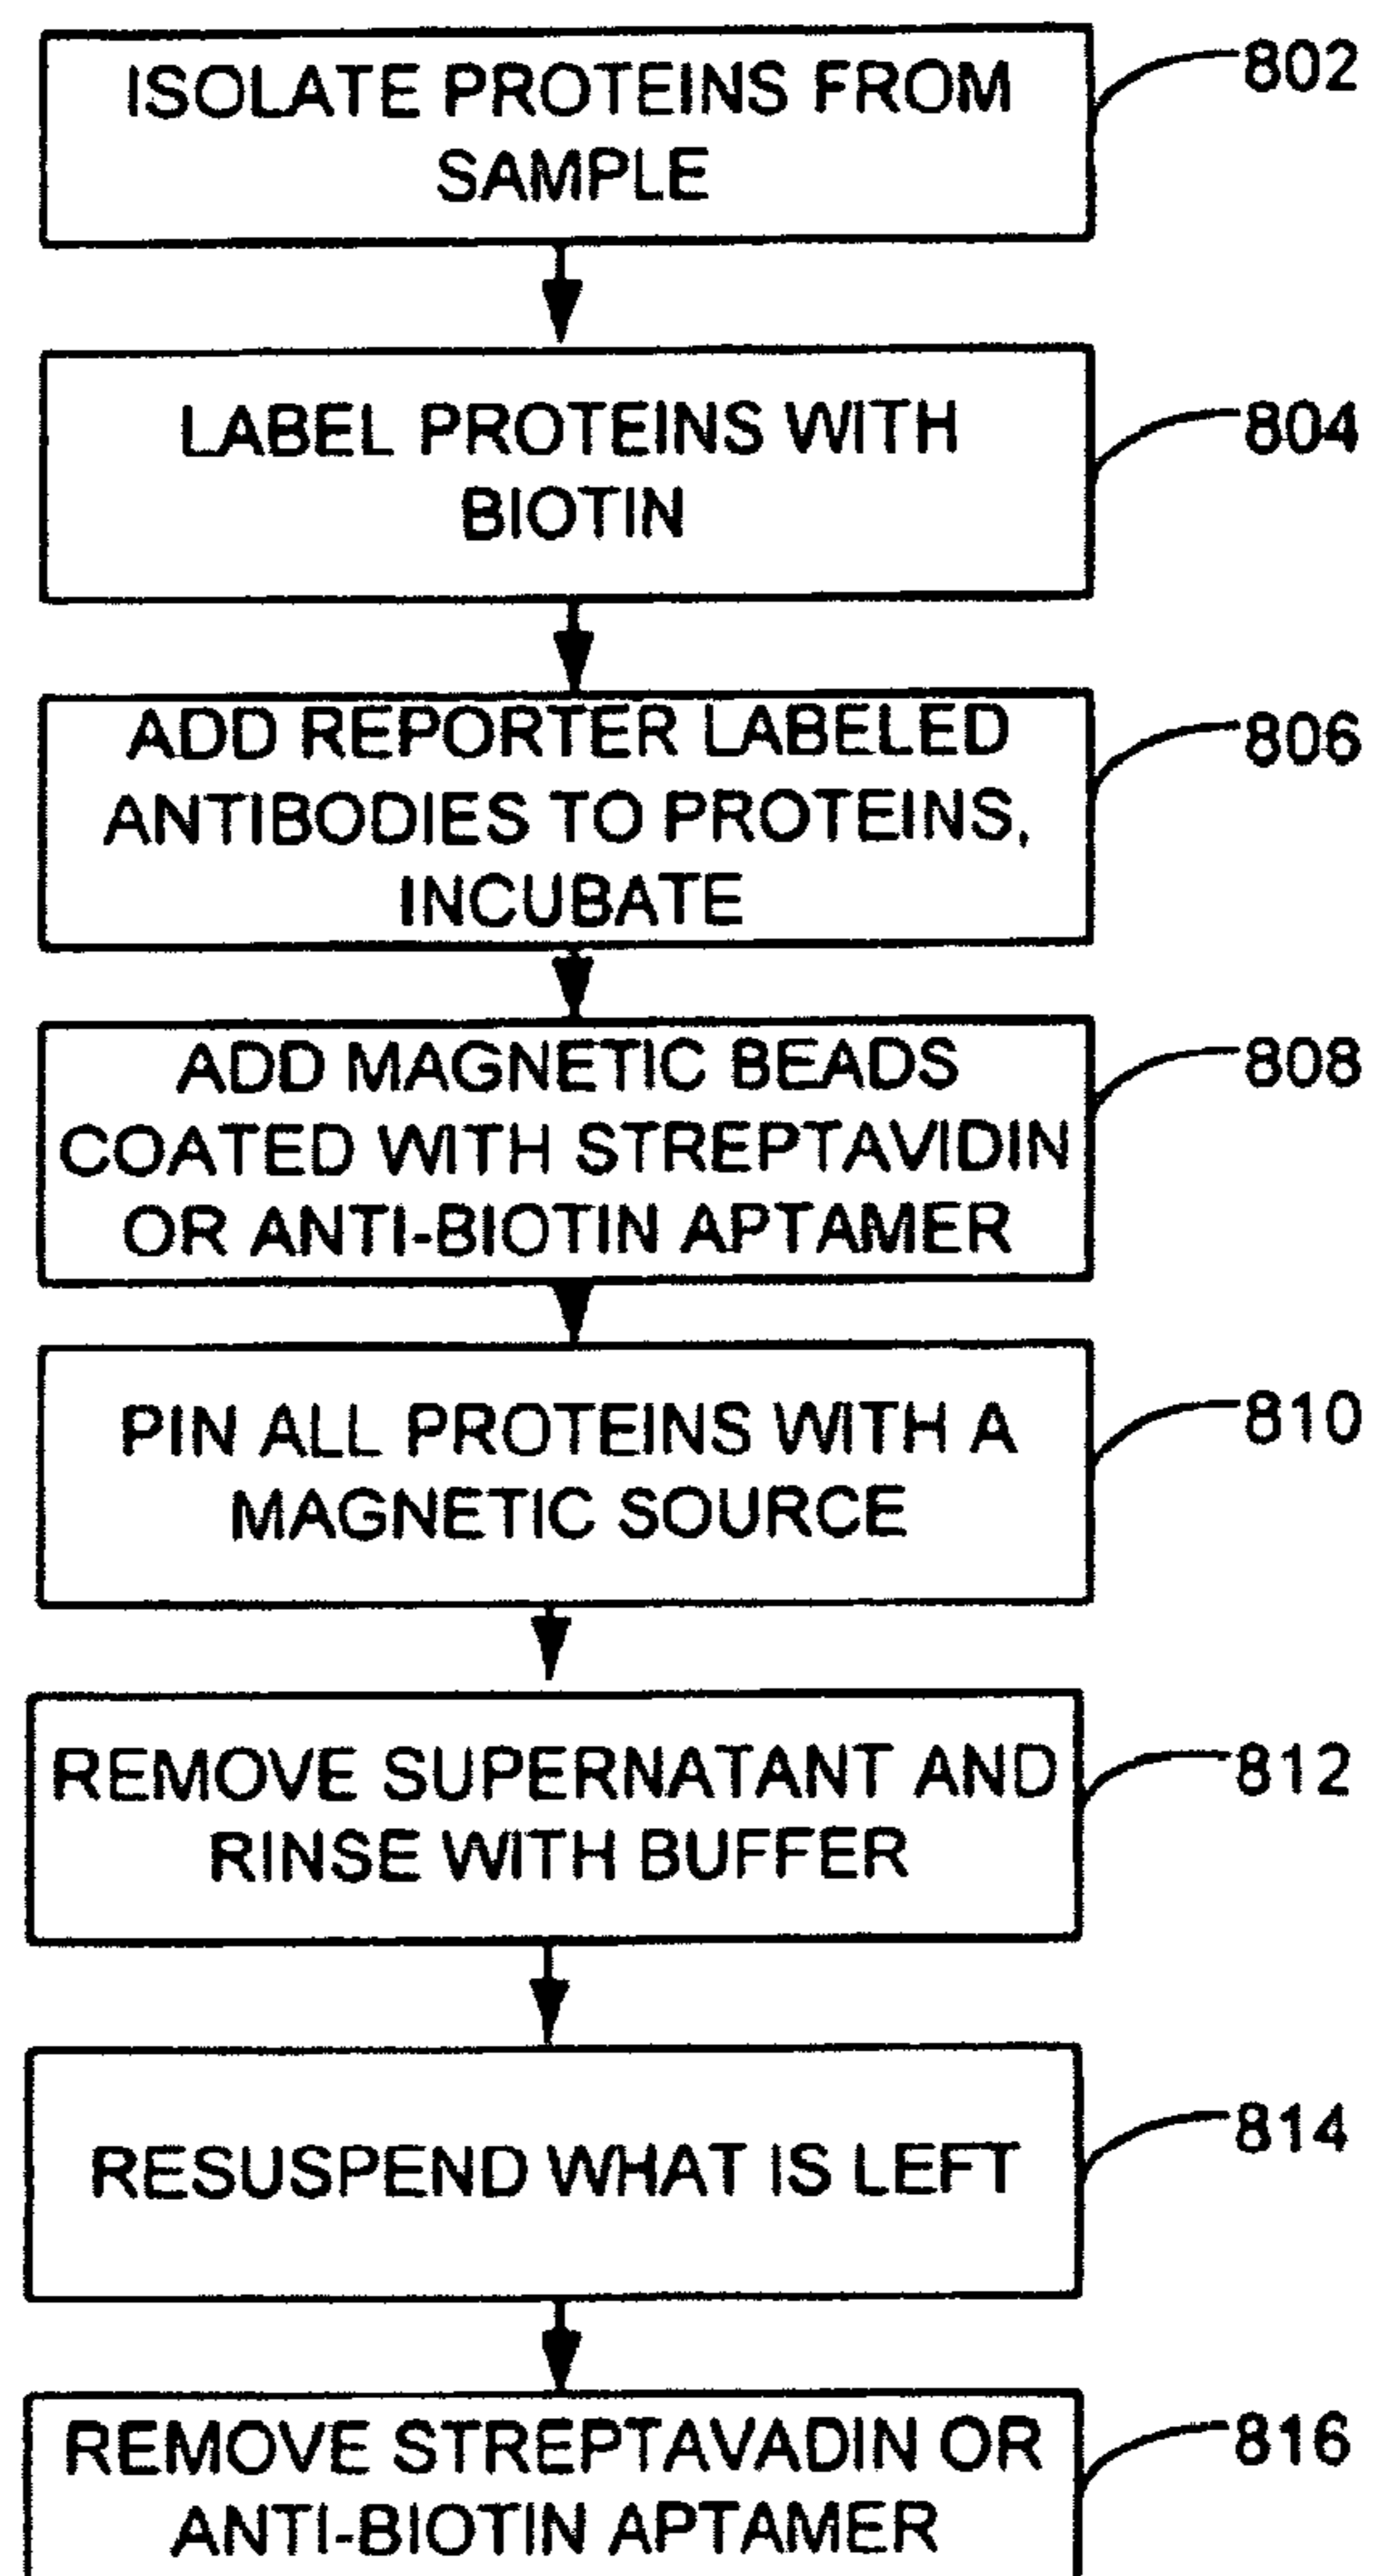 ISOLATE PROTEINS FROM
SAMPLE
802
LABEL PROTEINS WITH
BIOTIN
804
ADD REPORTER LABELED
ANTIBODIES TO PROTEINS,
INCUBATE
806
ADD MAGNETIC BEADS
COATED WITH STREPTAVIDIN
OR ANTI-BIOTIN APTAMER
808
PIN ALL PROTEINS WITH A
MAGNETIC SOURCE
810
REMOVE SUPERNATANT AND
RINSE WITH BUFFER
812
RESUSPEND WHAT IS LEFT
814
REMOVE STREPTAVADIN OR
ANTI-BIOTIN APTAMER
816